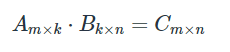 A_{m×k} · B_{k×n} = C_{m×n}